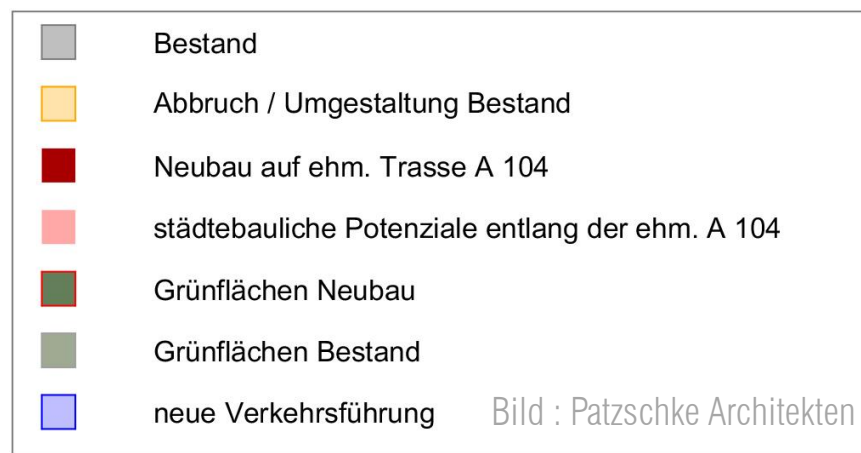 Bestand
Abbruch / Umgestaltung Bestand
Neubau auf ehm. Trasse A 104
städtebauliche Potenziale entlang der ehm. A 104
Grünflächen Neubau
Grünflächen Bestand
neue Verkehrsführung Bild : Patzschke Architekten